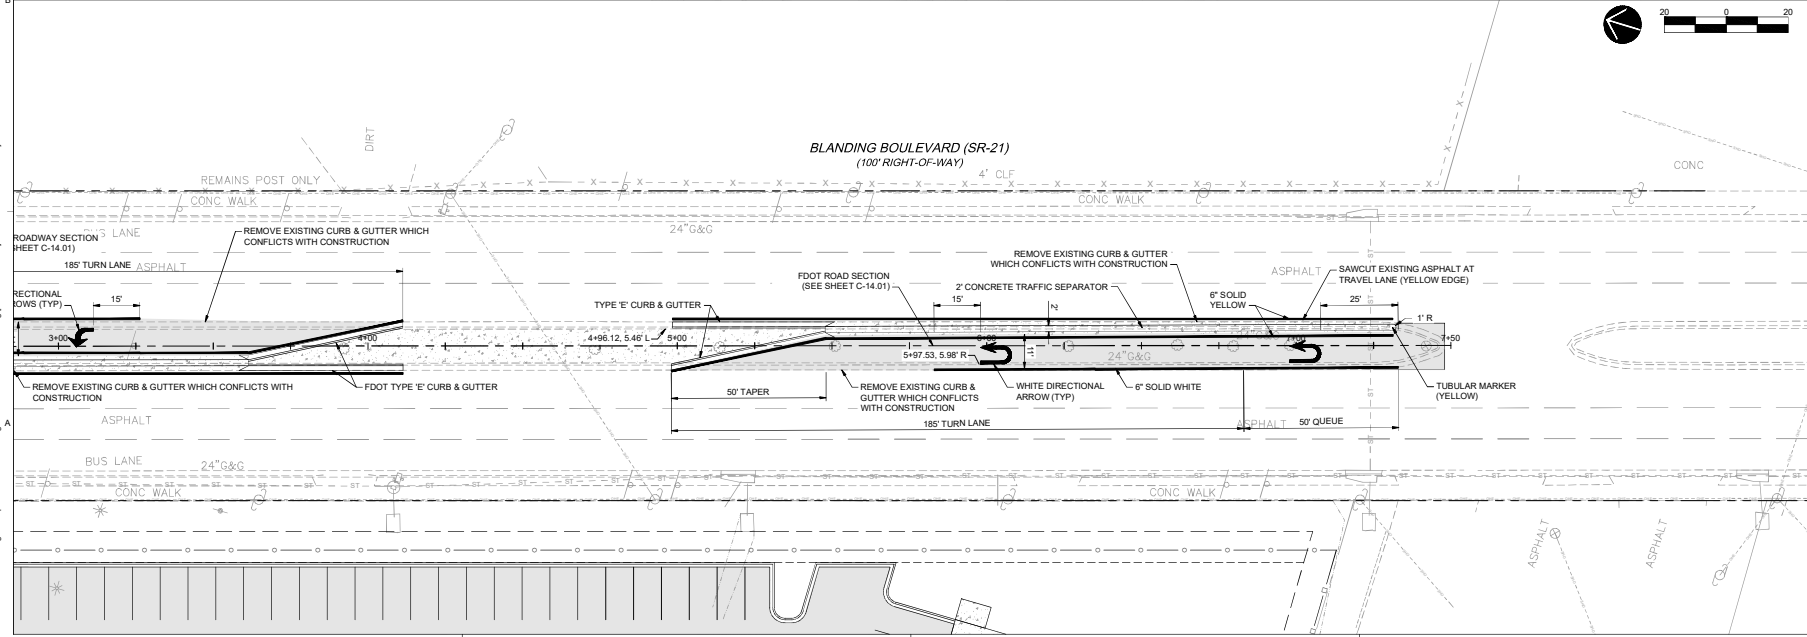 B
20 0 20
BLANDING BOULEVARD (SR-21)
(100' RIGHT-OF-WAY)
DIRT
4' CLF
CONC
REMAINS POST ONLY
CONC WALK
CONC WALK
BUS LANE
24"G&G
ROADWAY SECTION
SHEET C-14.01)
REMOVE EXISTING CURB & GUTTER WHICH
CONFLICTS WITH CONSTRUCTION
185' TURN LANE
ASPHALT
REMOVE EXISTING CURB & GUTTER
WHICH CONFLICTS WITH CONSTRUCTION
ASPHALT
SAWCUT EXISTING ASPHALT AT
TRAVEL LANE (YELLOW EDGE)
FDOT ROAD SECTION
(SEE SHEET C-14.01)
2' CONCRETE TRAFFIC SEPARATOR
RECTIONAL
ROWS (TYP)
15'
TYPE 'E' CURB & GUTTER
15'
2'
6" SOLID
YELLOW
25'
1' R
3+00
4+00
4+96.12, 5.46' L
5+00
7+50
5+97.53, 5.98' R
11'
24"G&G
REMOVE EXISTING CURB & GUTTER WHICH CONFLICTS WITH
CONSTRUCTION
FDOT TYPE 'E' CURB & GUTTER
50' TAPER
REMOVE EXISTING CURB &
GUTTER WHICH CONFLICTS
WITH CONSTRUCTION
WHITE DIRECTIONAL
ARROW (TYP)
6" SOLID WHITE
TUBULAR MARKER
(YELLOW)
A
ASPHALT
185' TURN LANE
ASPHALT
50' QUEUE
BUS LANE
24"G&G
CONC WALK
CONC WALK
ASPHALT
ASPHALT